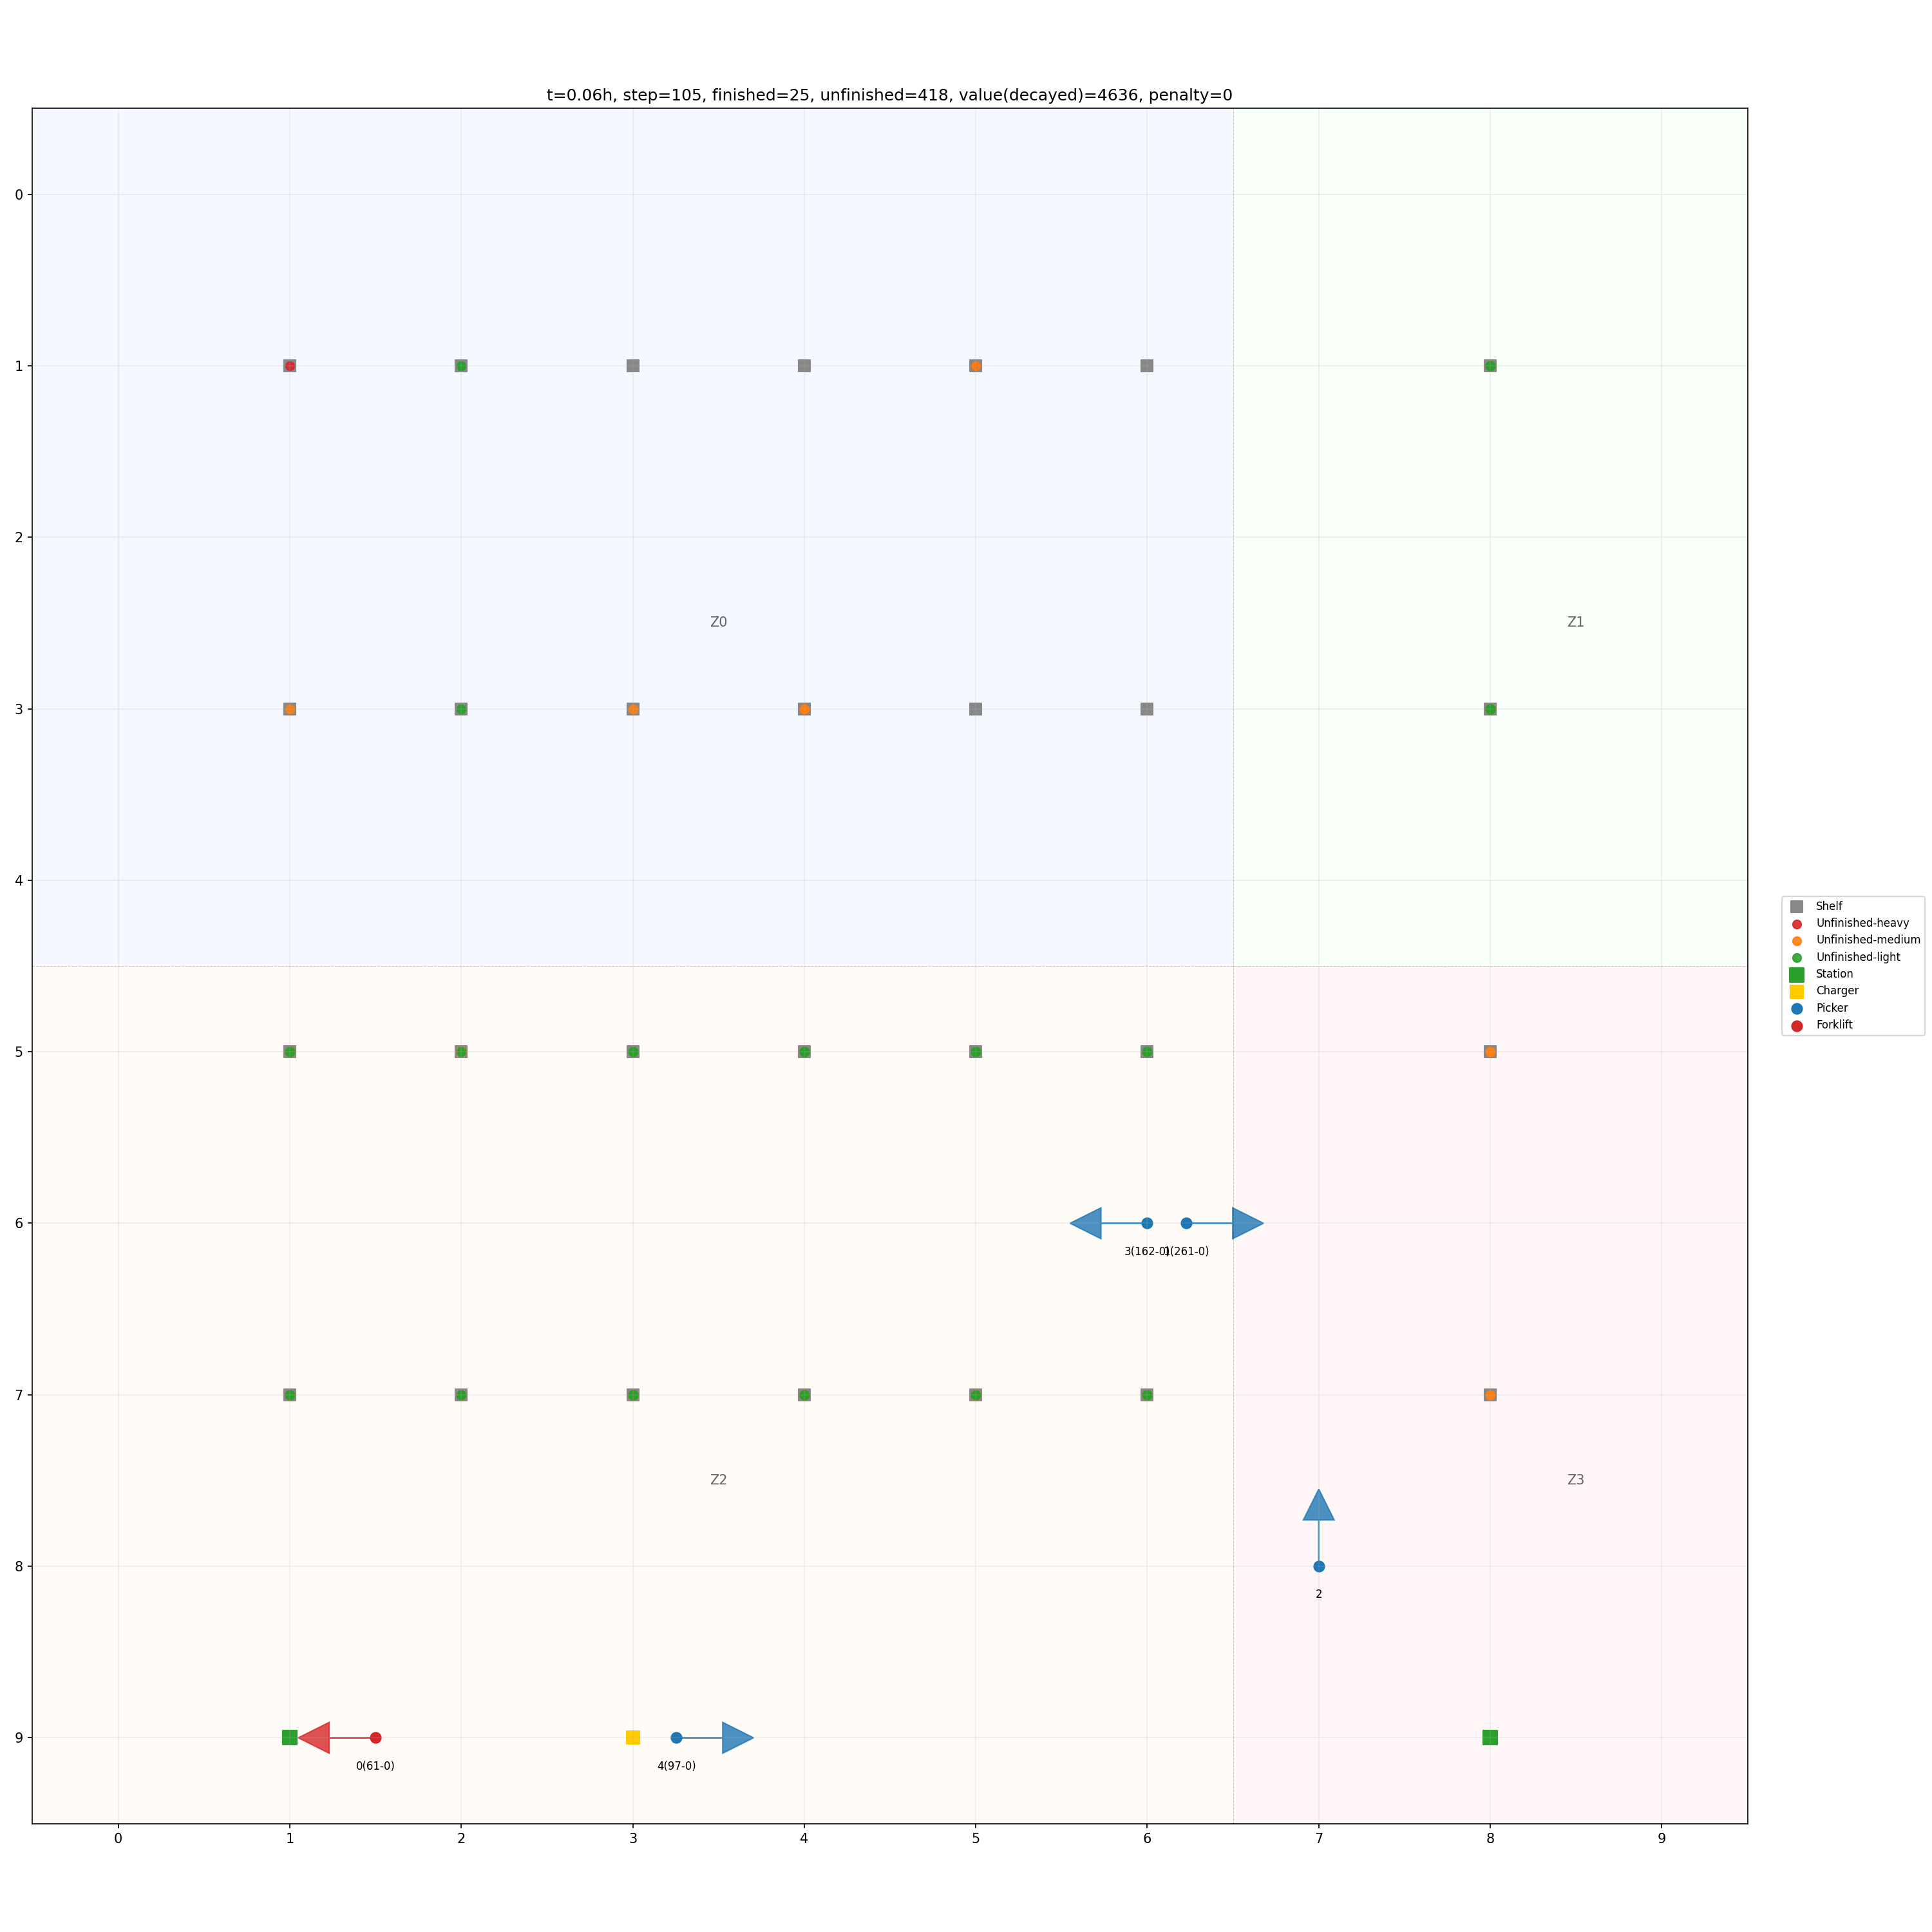 t=0.06h, step=105, finished=25, unfinished=418, value(decayed)=4636, penalty=0
0
1
2
Z0
Z1
3
4
Shelf
Unfinished-heavy
Unfinished-medium
Unfinished-light
Station
Charger
Picker
Forklift
5
6
3(162-0)
1(261-0)
7
Z2
Z3
8
2
9
0(61-0)
4(97-0)
0 1 2 3 4 5 6 7 8 9